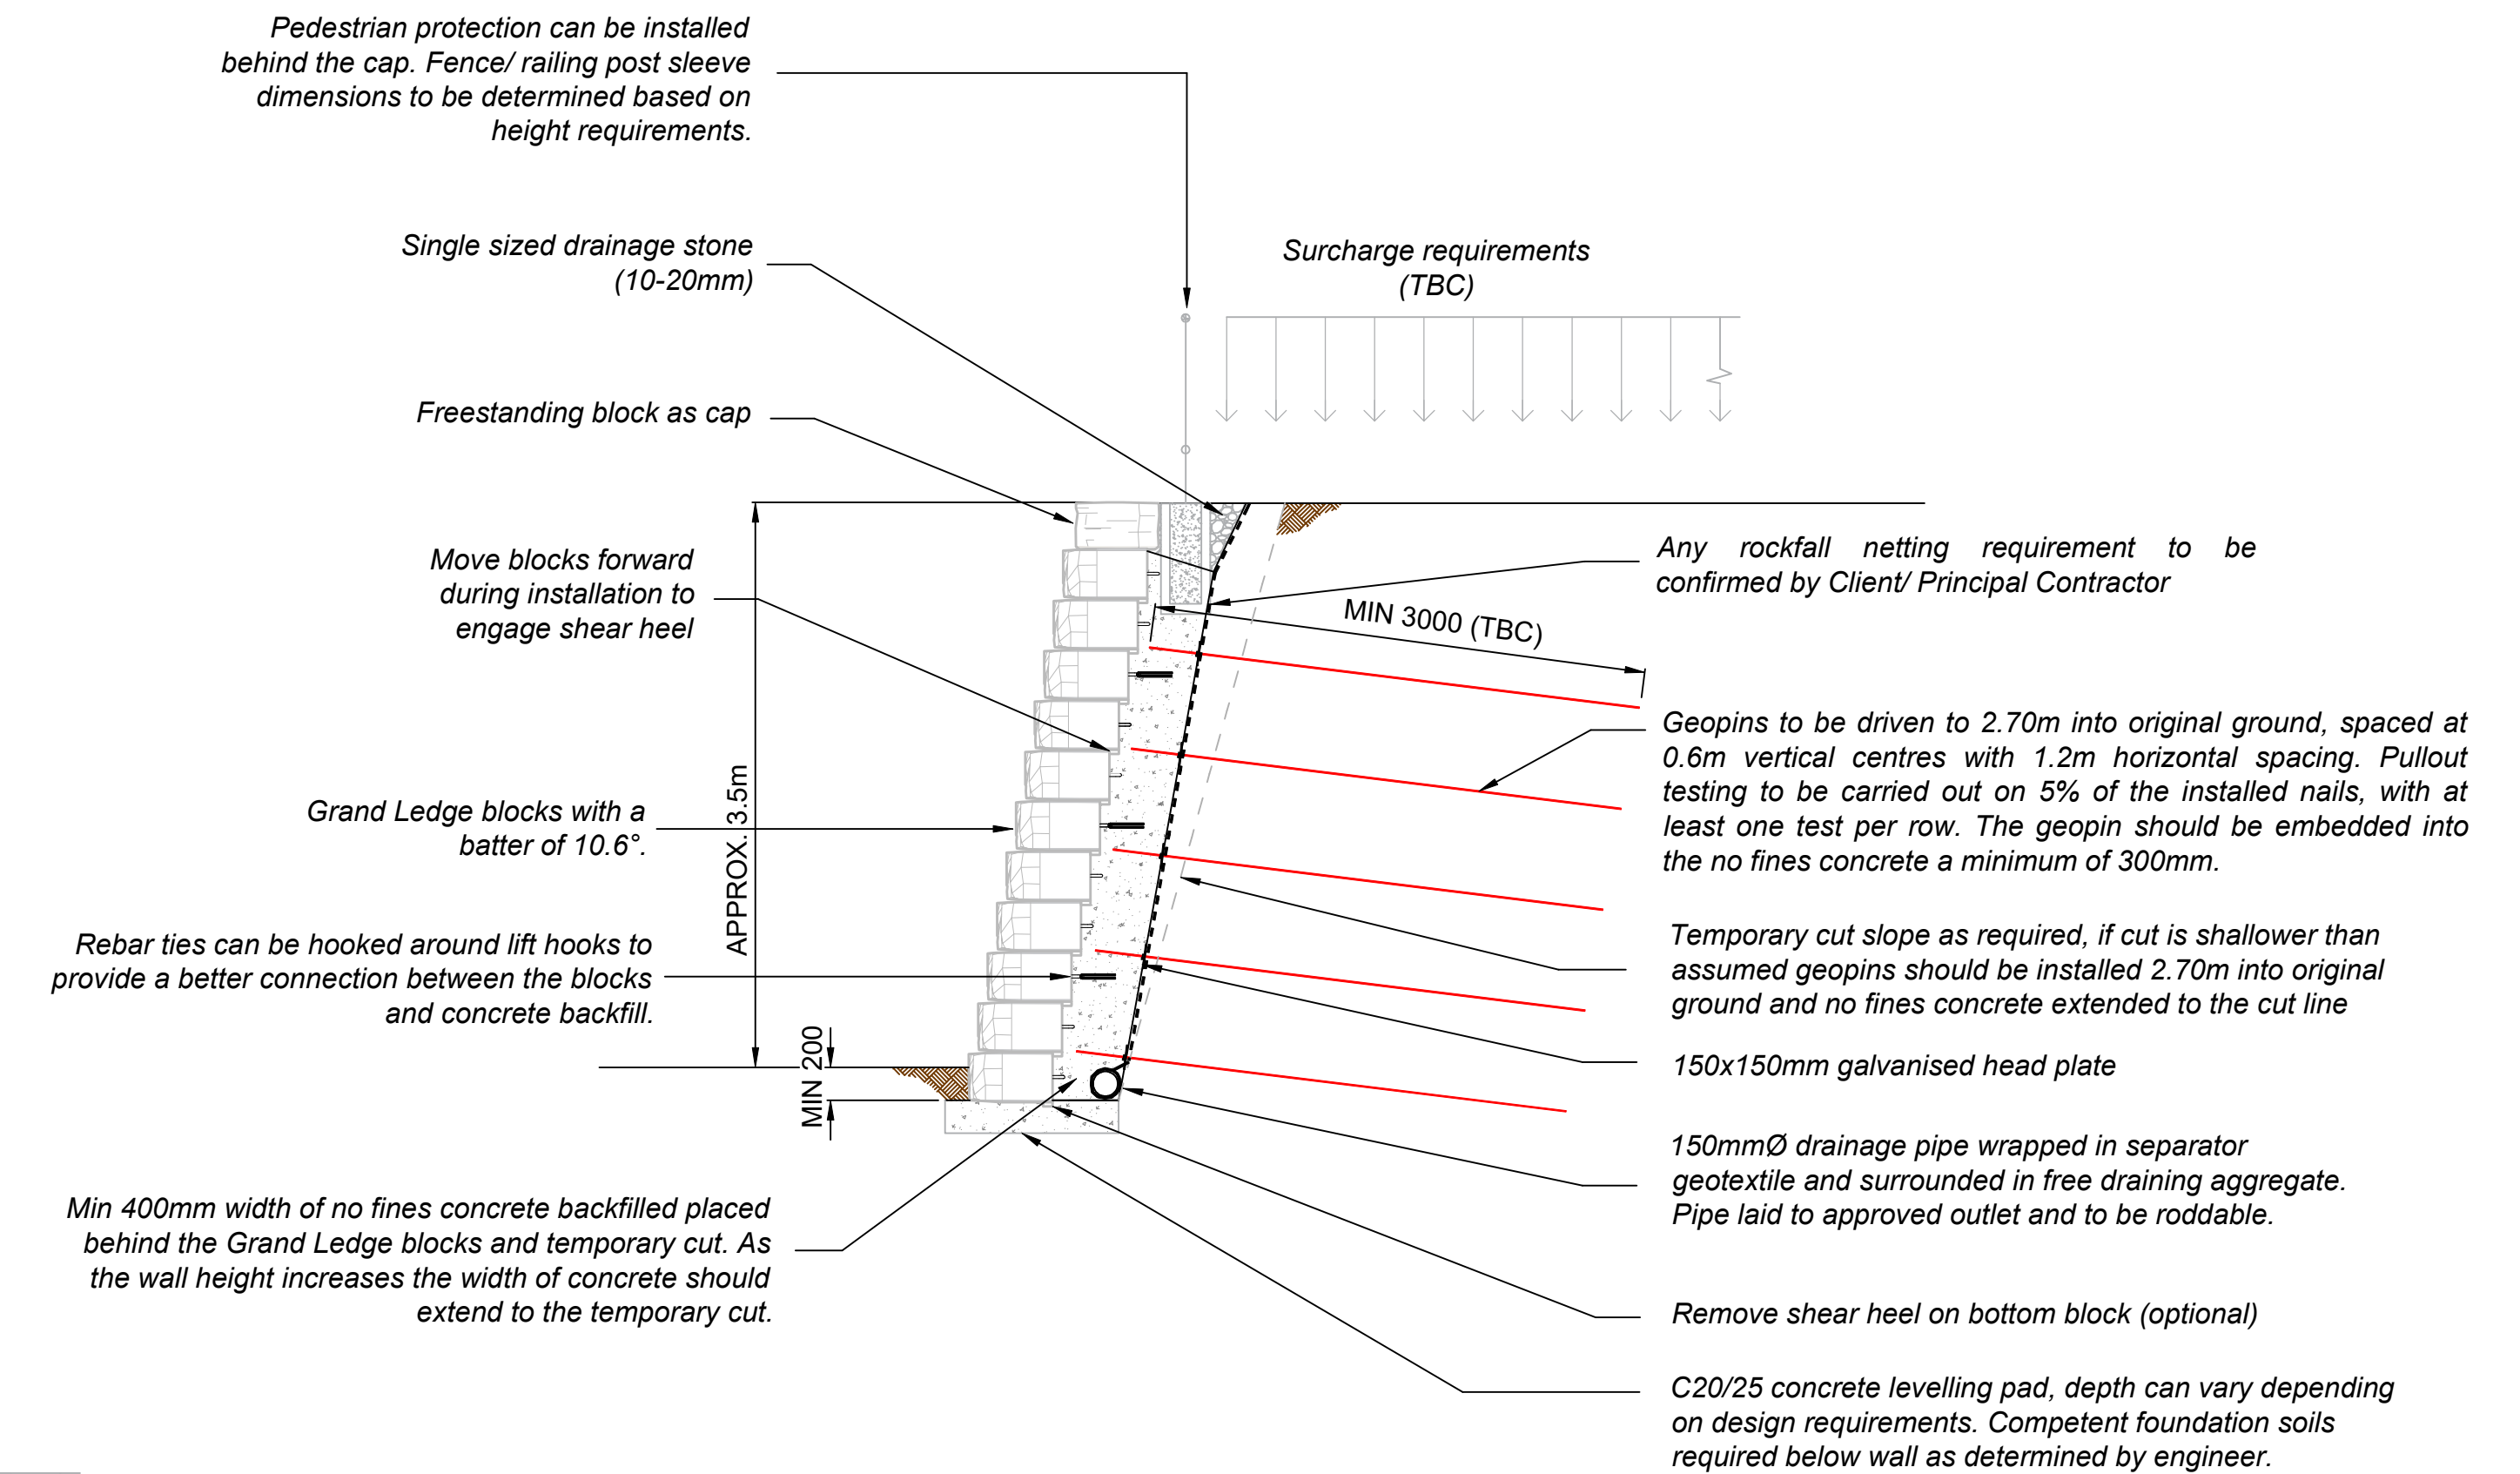 Pedestrian protection can be installed
behind the cap. Fence/ railing post sleeve
dimensions to be determined based on
height requirements.
Single sized drainage stone
(10-20mm)
Surcharge requirements
(TBC)
Freestanding block as cap
Move blocks forward
during installation to
engage shear heel
Any rockfall netting requirement to be
confirmed by Client/ Principal Contractor
MIN 3000 (TBC)
Geopins to be driven to 2.70m into original ground, spaced at
0.6m vertical centres with 1.2m horizontal spacing. Pullout
testing to be carried out on 5% of the installed nails, with at
least one test per row. The geopin should be embedded into
the no fines concrete a minimum of 300mm.
APPROX. 3.5m
Grand Ledge blocks with a
batter of 10.6°.
Rebar ties can be hooked around lift hooks to
provide a better connection between the blocks
and concrete backfill.
Temporary cut slope as required, if cut is shallower than
assumed geopins should be installed 2.70m into original
ground and no fines concrete extended to the cut line
MIN 200
150x150mm galvanised head plate
150mmØ drainage pipe wrapped in separator
geotextile and surrounded in free draining aggregate.
Pipe laid to approved outlet and to be roddable.
Min 400mm width of no fines concrete backfilled placed
behind the Grand Ledge blocks and temporary cut. As
the wall height increases the width of concrete should
extend to the temporary cut.
Remove shear heel on bottom block (optional)
C20/25 concrete levelling pad, depth can vary depending
on design requirements. Competent foundation soils
required below wall as determined by engineer.